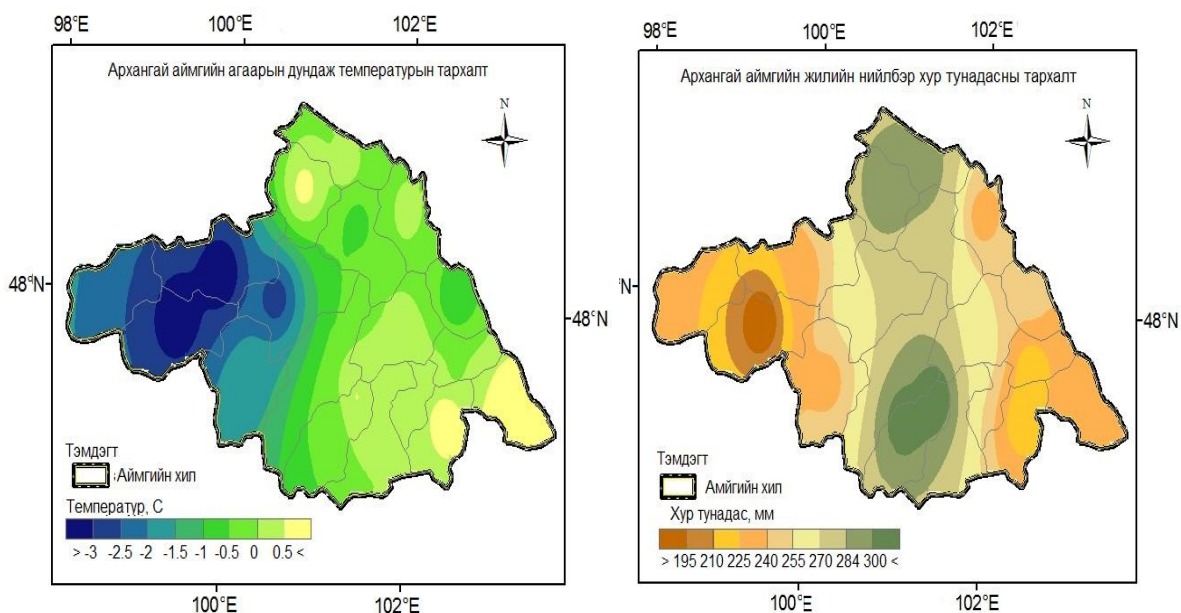 98°E 100°E 102°E
Архангай аймгийн агаарын дундаж температурын тархалт
N
48°N
48°N
Тэмдэгт
Аймгийн хил
Температур, С
> -3 -2.5 -2 -1.5 -1 -0.5 0 0.5 <
100°E 102°E
98°E 100°E 102°E
Архангай аймгийн жилийн нийлбэр хур тунадасны тархалт
N
°N
48°N
Тэмдэгт
Амйгийн хил
Хур тунадас, мм
> 195 210 225 240 255 270 284 300 <
100°E 102°E